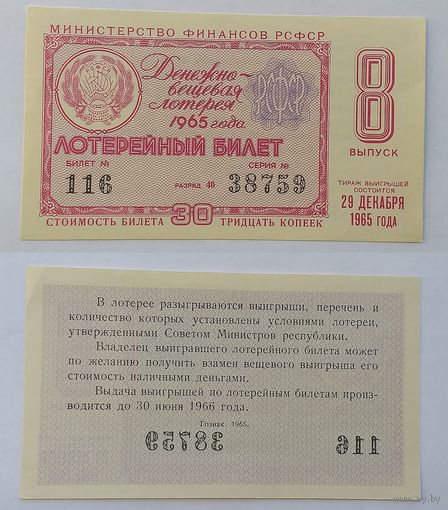 МИНИСТЕРСТВО ФИНАНСОВ РСФСР
Денежно-
вещевая
лотерея
1965 года
РСФСР
8
ВЫПУСК
ЛОТЕРЕЙНЫЙ БИЛЕТ
БИЛЕТ №
СЕРИЯ №
116
РАЗРЯД 40
38759
ТИРАЖ ВЫИГРЫШЕЙ
СОСТОИТСЯ
29 ДЕКАБРЯ
1965 ГОДА
СТОИМОСТЬ БИЛЕТА 30 ТРИДЦАТЬ КОПЕЕК
В лотерее разыгрываются выигрыши, перечень и
количество которых установлены условиями лотереи,
утвержденными Советом Министров республики.
Владелец выигравшего лотерейного билета может
по желанию получить взамен вещевого выигрыша его
стоимость наличными деньгами.
Выдача выигрышей по лотерейным билетам произ-
водится до 30 июня 1966 года.
Гознак. 1965.
38759
116
www.ay.by